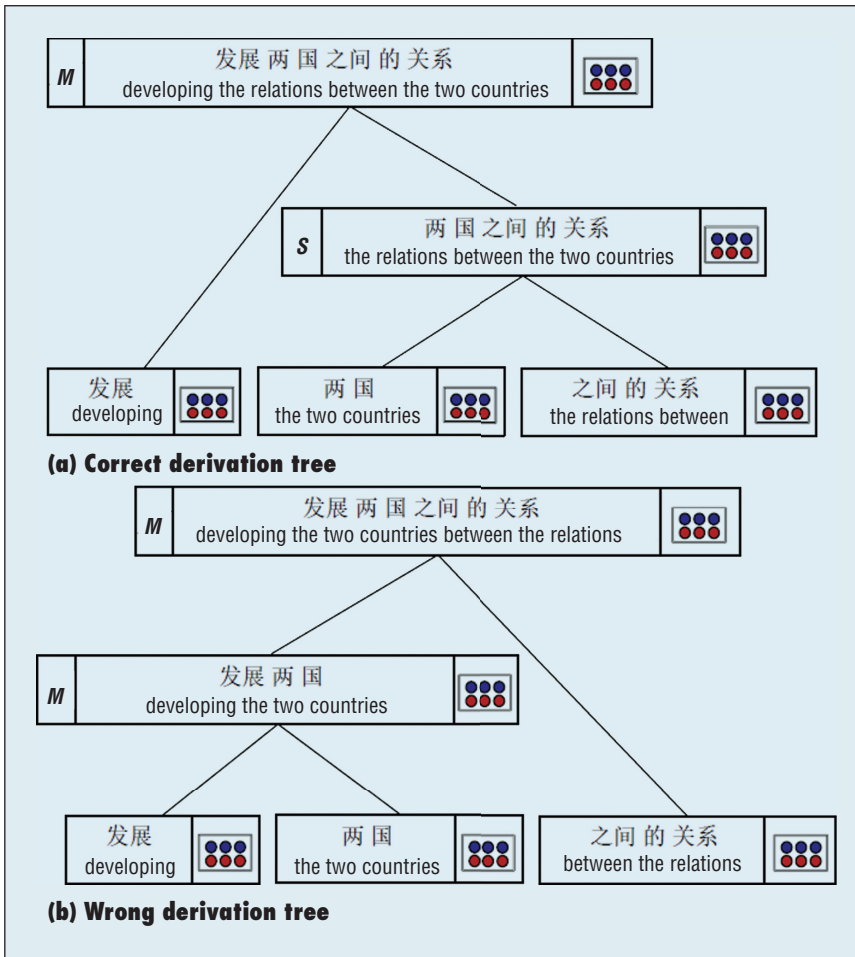 M
发展 两 国 之间 的 关系
developing the relations between the two countries
S
两 国 之间 的 关系
the relations between the two countries
发展
developing
两 国
the two countries
之间 的 关系
the relations between
(a) Correct derivation tree
M
发展 两 国 之间 的 关系
developing the two countries between the relations
M
发展 两 国
developing the two countries
发展
developing
两 国
the two countries
之间 的 关系
between the relations
(b) Wrong derivation tree